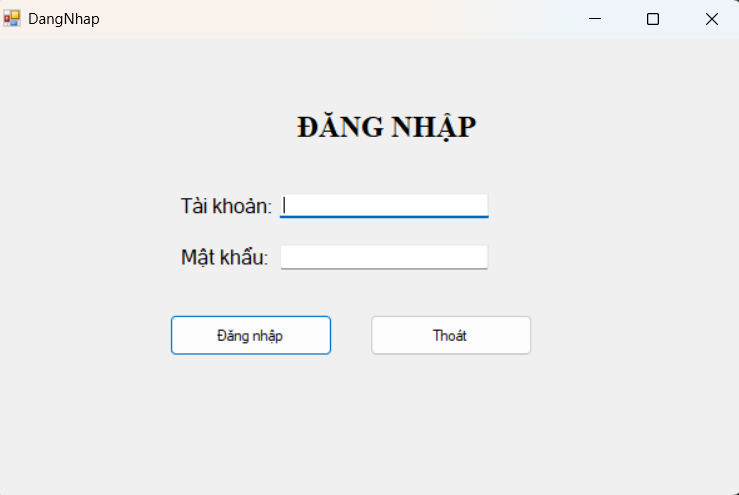 DangNhap
ĐĂNG NHẬP
Tài khoản:
Mật khẩu:
Đăng nhập Thoát